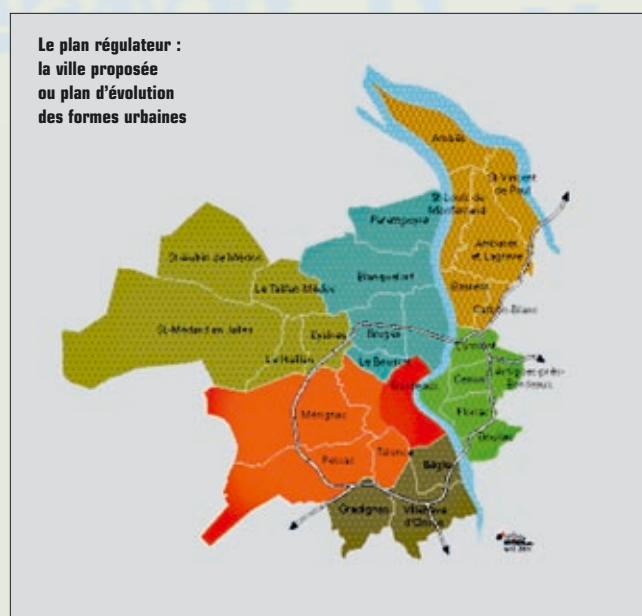 Le plan régulateur :
la ville proposée
ou plan d'évolution
des formes urbaines
Ambès
St-Vincent
de Paul
St-Louis de
Montferrand
Parempuyre
Ambarès
et Lagrave
St-Aubin de Médoc
Blanquefort
Bassens
Le Taillan-Médoc
Carbon-Blanc
St-Médard en Jalles
Eysines
Bruges
Lormont
Le Haillan
Le Bouscat
Artigues-près-
Bordeaux
Cenon
Bordeaux
Mérignac
Floirac
Bouliac
Talence
Pessac
Bègles
Gradignan
Villenave
d'Ornon